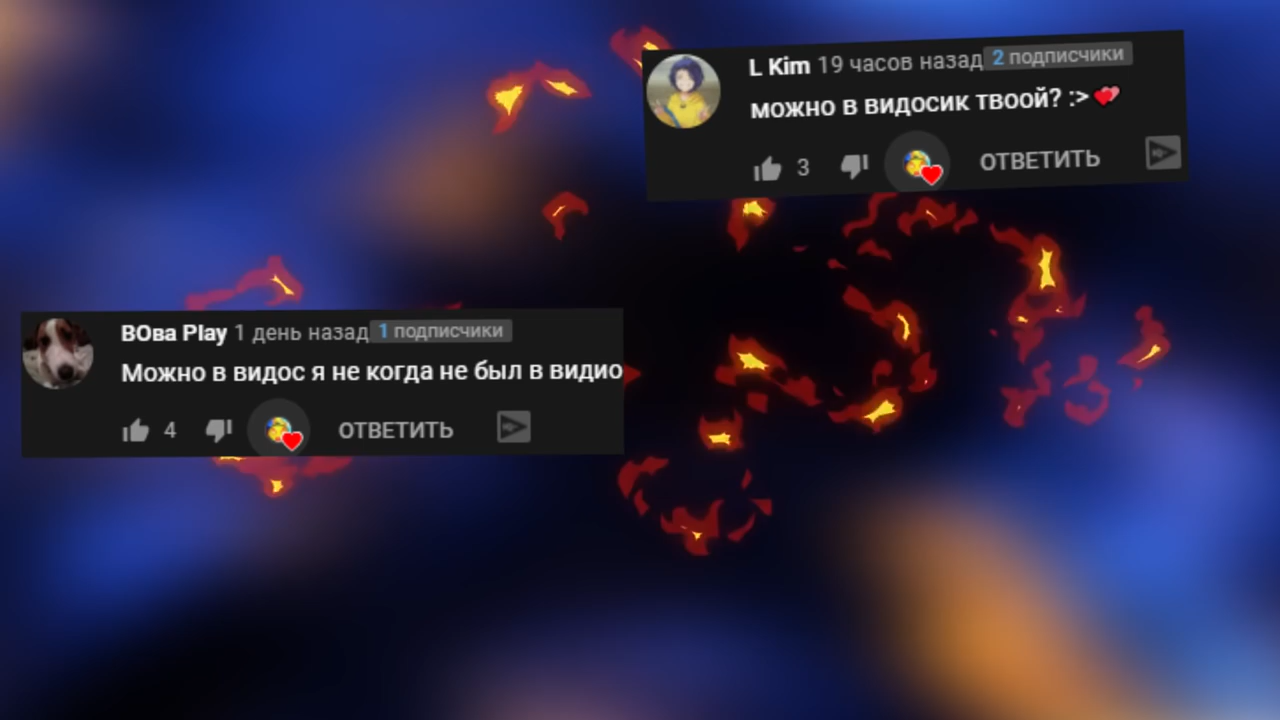 L Kim 19 часов назад 2 подписчики
можно в видосик твоой? :> 💕
3 ОТВЕТИТЬ
BOва Play 1 день назад 1 подписчики
Можно в видос я не когда не был в видио
4 ОТВЕТИТЬ